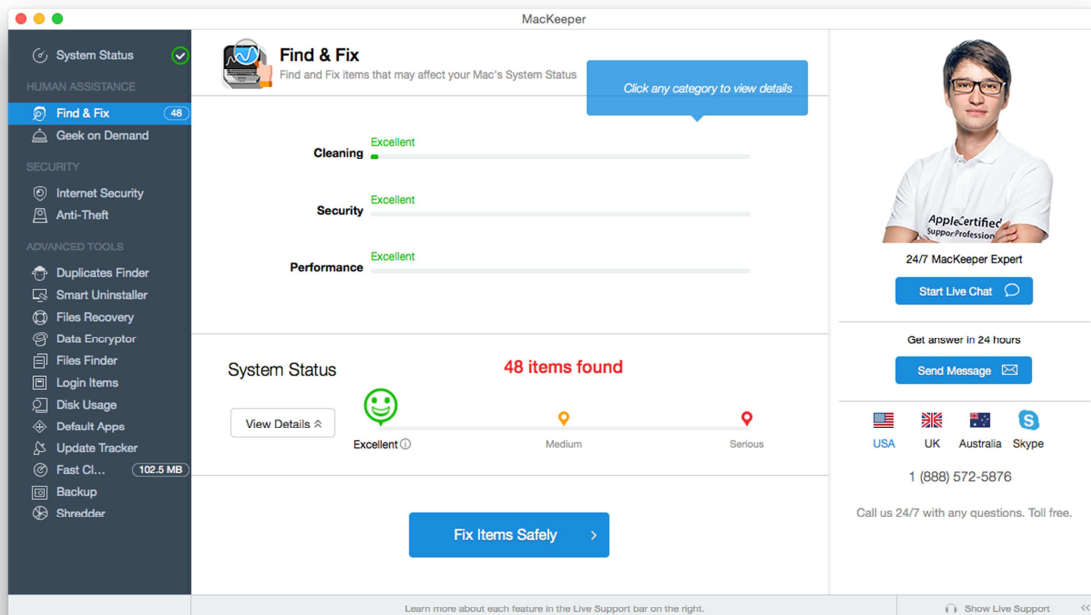 MacKeeper
System Status
HUMAN ASSISTANCE
Find & Fix 48
Geek on Demand
SECURITY
Internet Security
Anti-Theft
ADVANCED TOOLS
Duplicates Finder
Smart Uninstaller
Files Recovery
Data Encryptor
Files Finder
Login Items
Disk Usage
Default Apps
Update Tracker
Fast Cl... 102.5 MB
Backup
Shredder
Find & Fix
Find and Fix items that may affect your Mac's System Status
Click any category to view details
Excellent
Cleaning
Excellent
Security
Excellent
Performance
System Status
48 items found
View Details
Excellent
Medium
Serious
Fix Items Safely
Learn more about each feature in the Live Support bar on the right.
Apple Certified
Support Profession
24/7 MacKeeper Expert
Start Live Chat
Get answer in 24 hours
Send Message
USA UK Australia Skype
1 (888) 572-5876
Call us 24/7 with any questions. Toll free.
Show Live Support